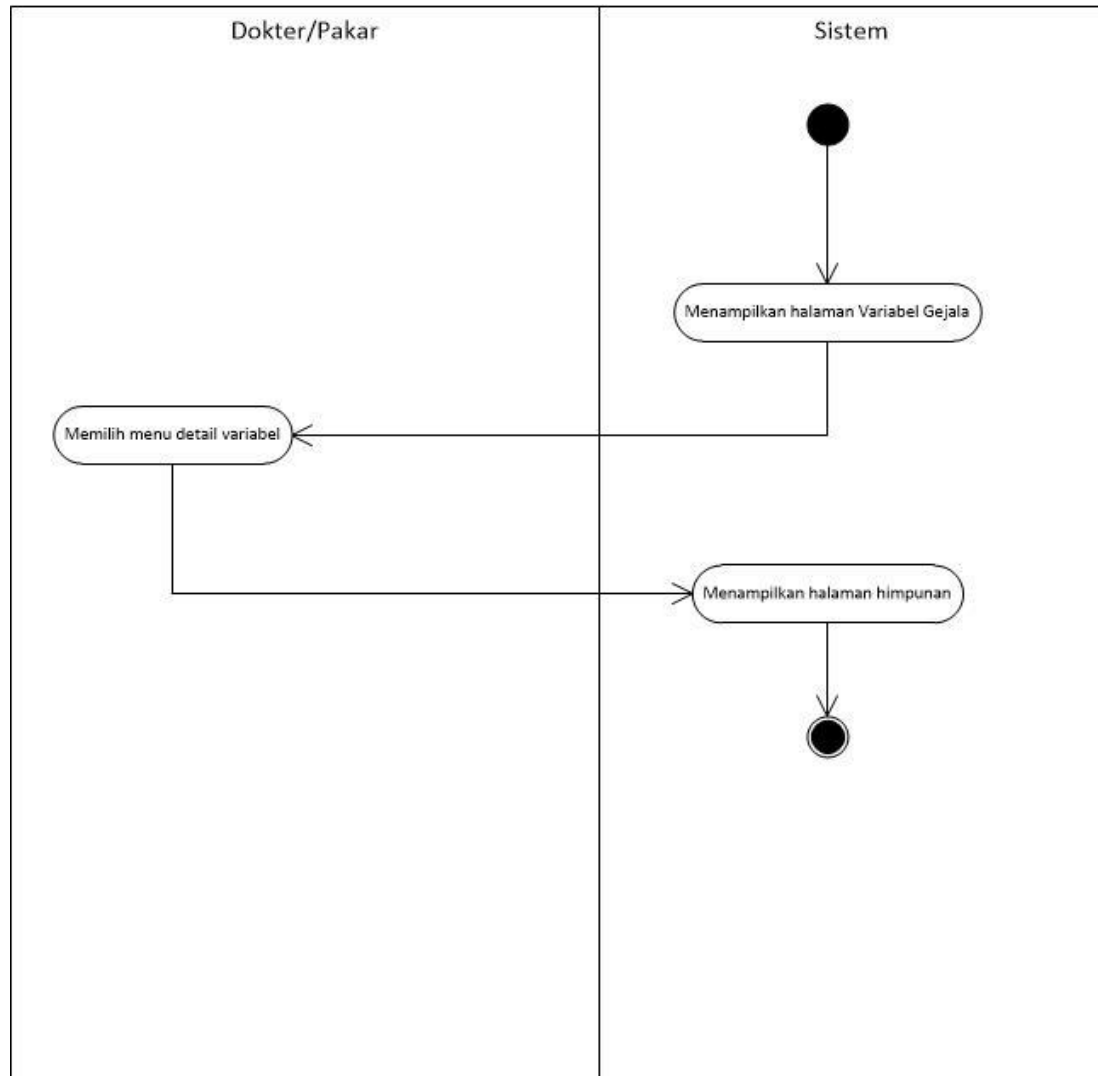 Dokter/Pakar
Sistem
Menampilkan halaman Variabel Gejala
Memilih menu detail variabel
Menampilkan halaman himpunan